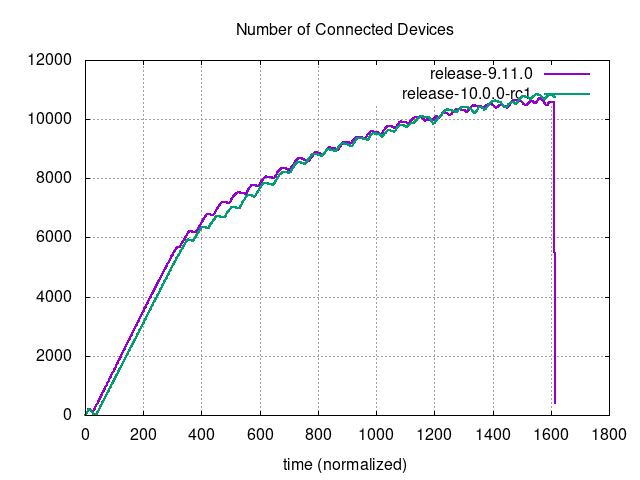 Number of Connected Devices
12000
10000
8000
6000
4000
2000
0
release-9.11.0
release-10.0.0-rc1
0 200 400 600 800 1000 1200 1400 1600 1800
time (normalized)